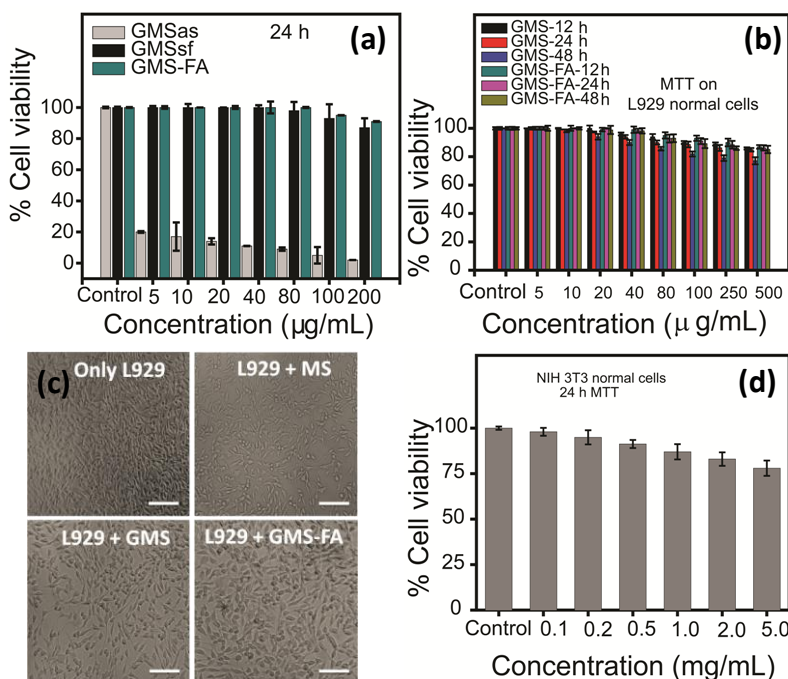 GMSas
GMSsf
GMS-FA
24 h
(a)
100
80
60
40
20
0
% Cell viability
Control 5 10 20 40 80 100 200
Concentration (µg/mL)
GMS-12 h
GMS-24 h
GMS-48 h
GMS-FA-12h
GMS-FA-24h
GMS-FA-48h
(b)
MTT on
L929 normal cells
100
80
60
40
20
0
% Cell viability
Control 5 10 20 40 80 100 250 500
Concentration (μ g/mL)
(c)
Only L929
L929 + MS
L929 + GMS
L929 + GMS-FA
(d)
NIH 3T3 normal cells
24 h MTT
100
75
50
25
0
% Cell viability
Control 0.1 0.2 0.5 1.0 2.0 5.0
Concentration (mg/mL)